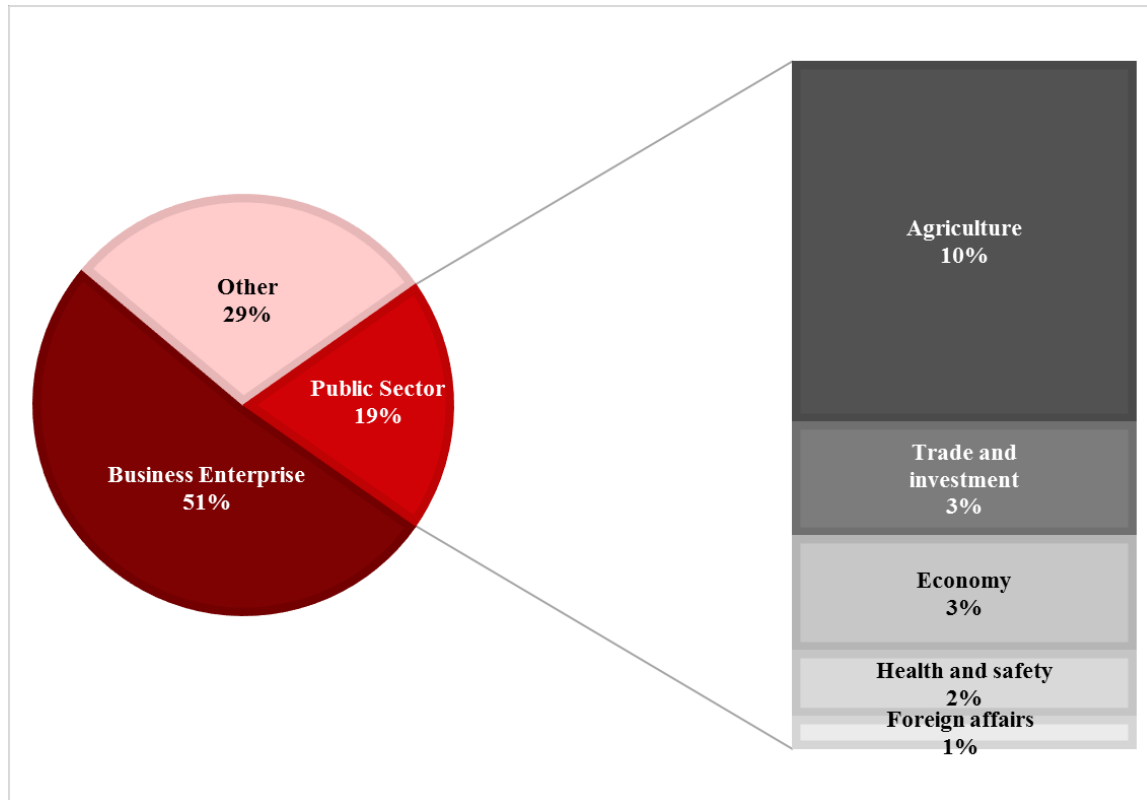 Other
29%
Public Sector
19%
Business Enterprise
51%
Agriculture
10%
Trade and
investment
3%
Economy
3%
Health and safety
2%
Foreign affairs
1%